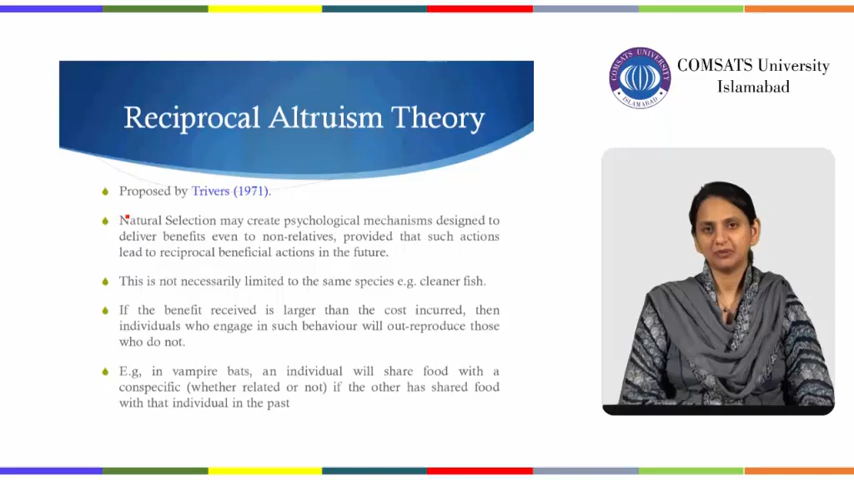 Reciprocal Altruism Theory
Proposed by Trivers (1971).
Natural Selection may create psychological mechanisms designed to
deliver benefits even to non-relatives, provided that such actions
lead to reciprocal beneficial actions in the future.
This is not necessarily limited to the same species e.g. cleaner fish.
If the benefit received is larger than the cost incurred, then
individuals who engage in such behaviour will out-reproduce those
who do not.
E.g, in vampire bats, an individual will share food with a
conspecific (whether related or not) if the other has shared food
with that individual in the past
COMSATS UNIVERSITY
ISLAMABAD
COMSATS University
Islamabad